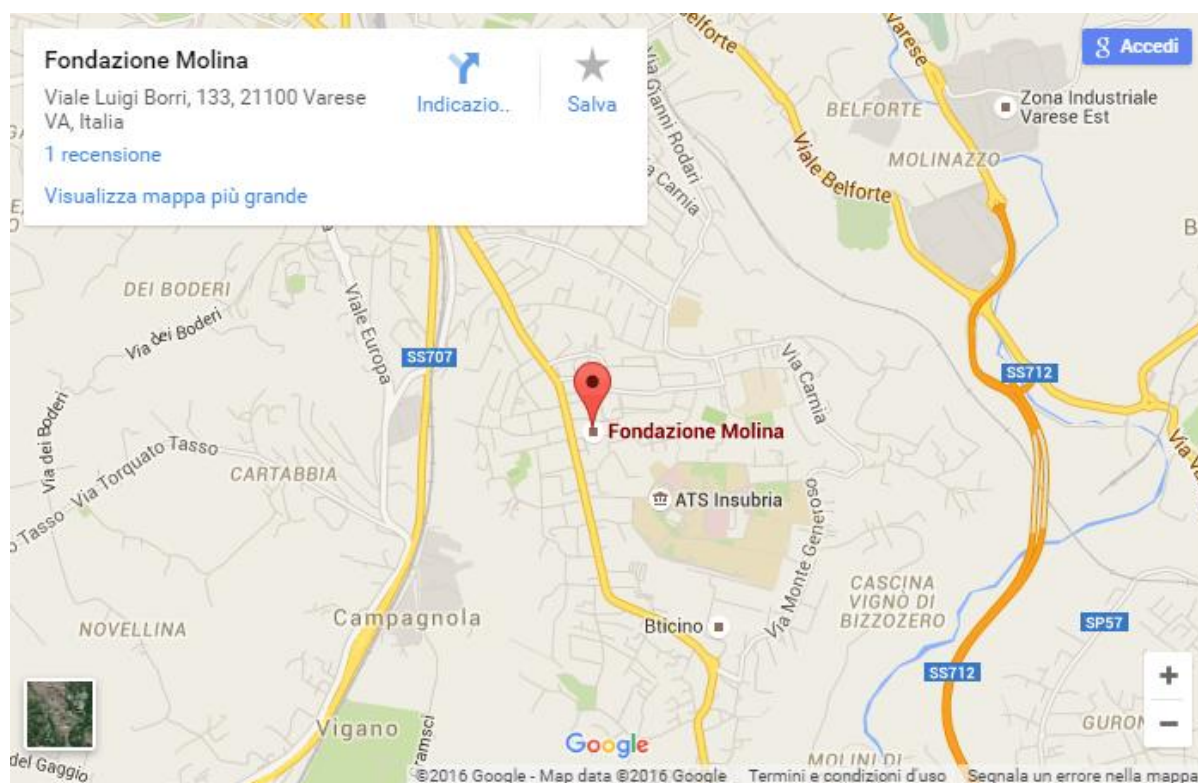 Fondazione Molina
Viale Luigi Borri, 133, 21100 Varese
VA, Italia
1 recensione
Visualizza mappa più grande
Indicazio..
Salva
Accedi
Belforte
Via Gianni Rodari
Via Carnia
Varese
BELFORTE
Zona Industriale
Varese Est
MOLINAZZO
Viale Belforte
DEI BODERI
Via dei Boderi
Viale Europa
SS707
Via Carnia
SS712
Via dei Boderi
Fondazione Molina
Via Torquato Tasso
CARTABBIA
Tasso
ATS Insubria
Via Monte Generoso
CASCINA
VIGNO DI
BIZZOZERO
Campagnola
NOVELLINA
Bticino
SP57
SS712
Vigano
GURON
Google
MOLINI DI
del Gaggio
©2016 Google - Map data ©2016 Google
Termini e condizioni d'uso
Segnala un errore nella mappa